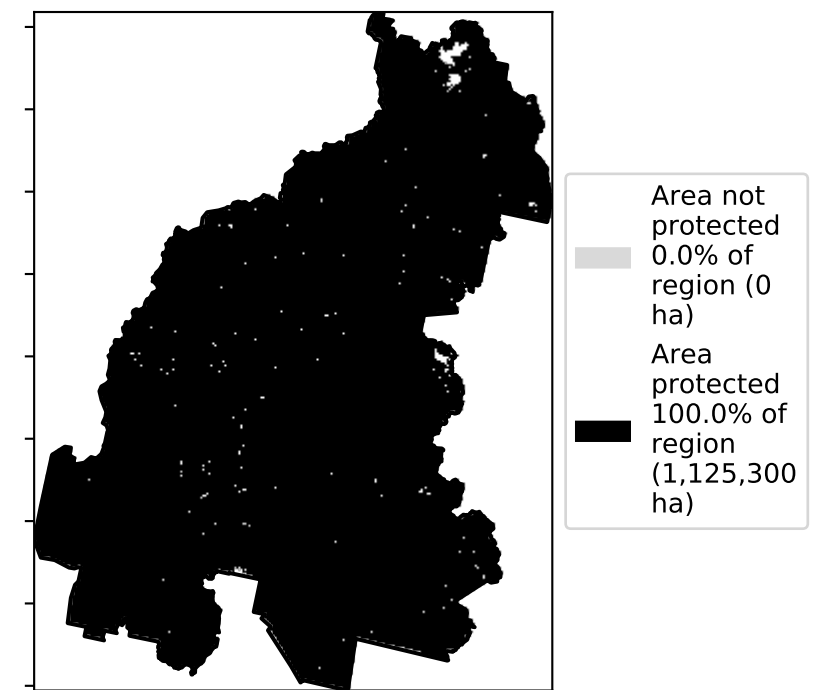 Area not
protected
0.0% of
region (0
ha)
Area
protected
100.0% of
region
(1,125,300
ha)